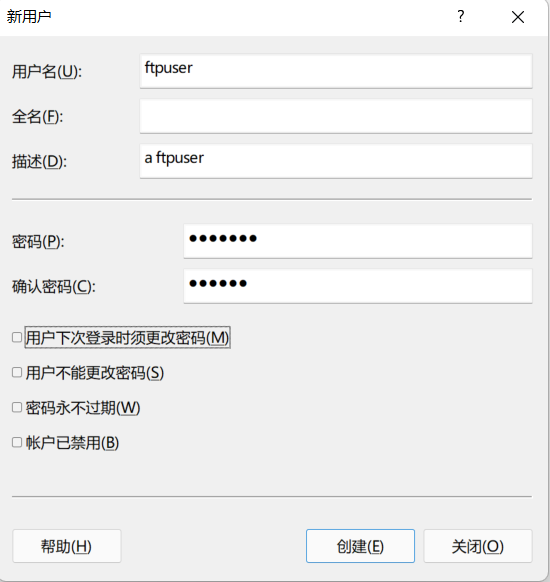 新用户
用户名(U): ftpuser
全名(F):
描述(D): a ftpuser
密码(P): ●●●●●●●
确认密码(C): ●●●●●●
用户下次登录时须更改密码(M)
用户不能更改密码(S)
密码永不过期(W)
帐户已禁用(B)
帮助(H) 创建(E) 关闭(O)